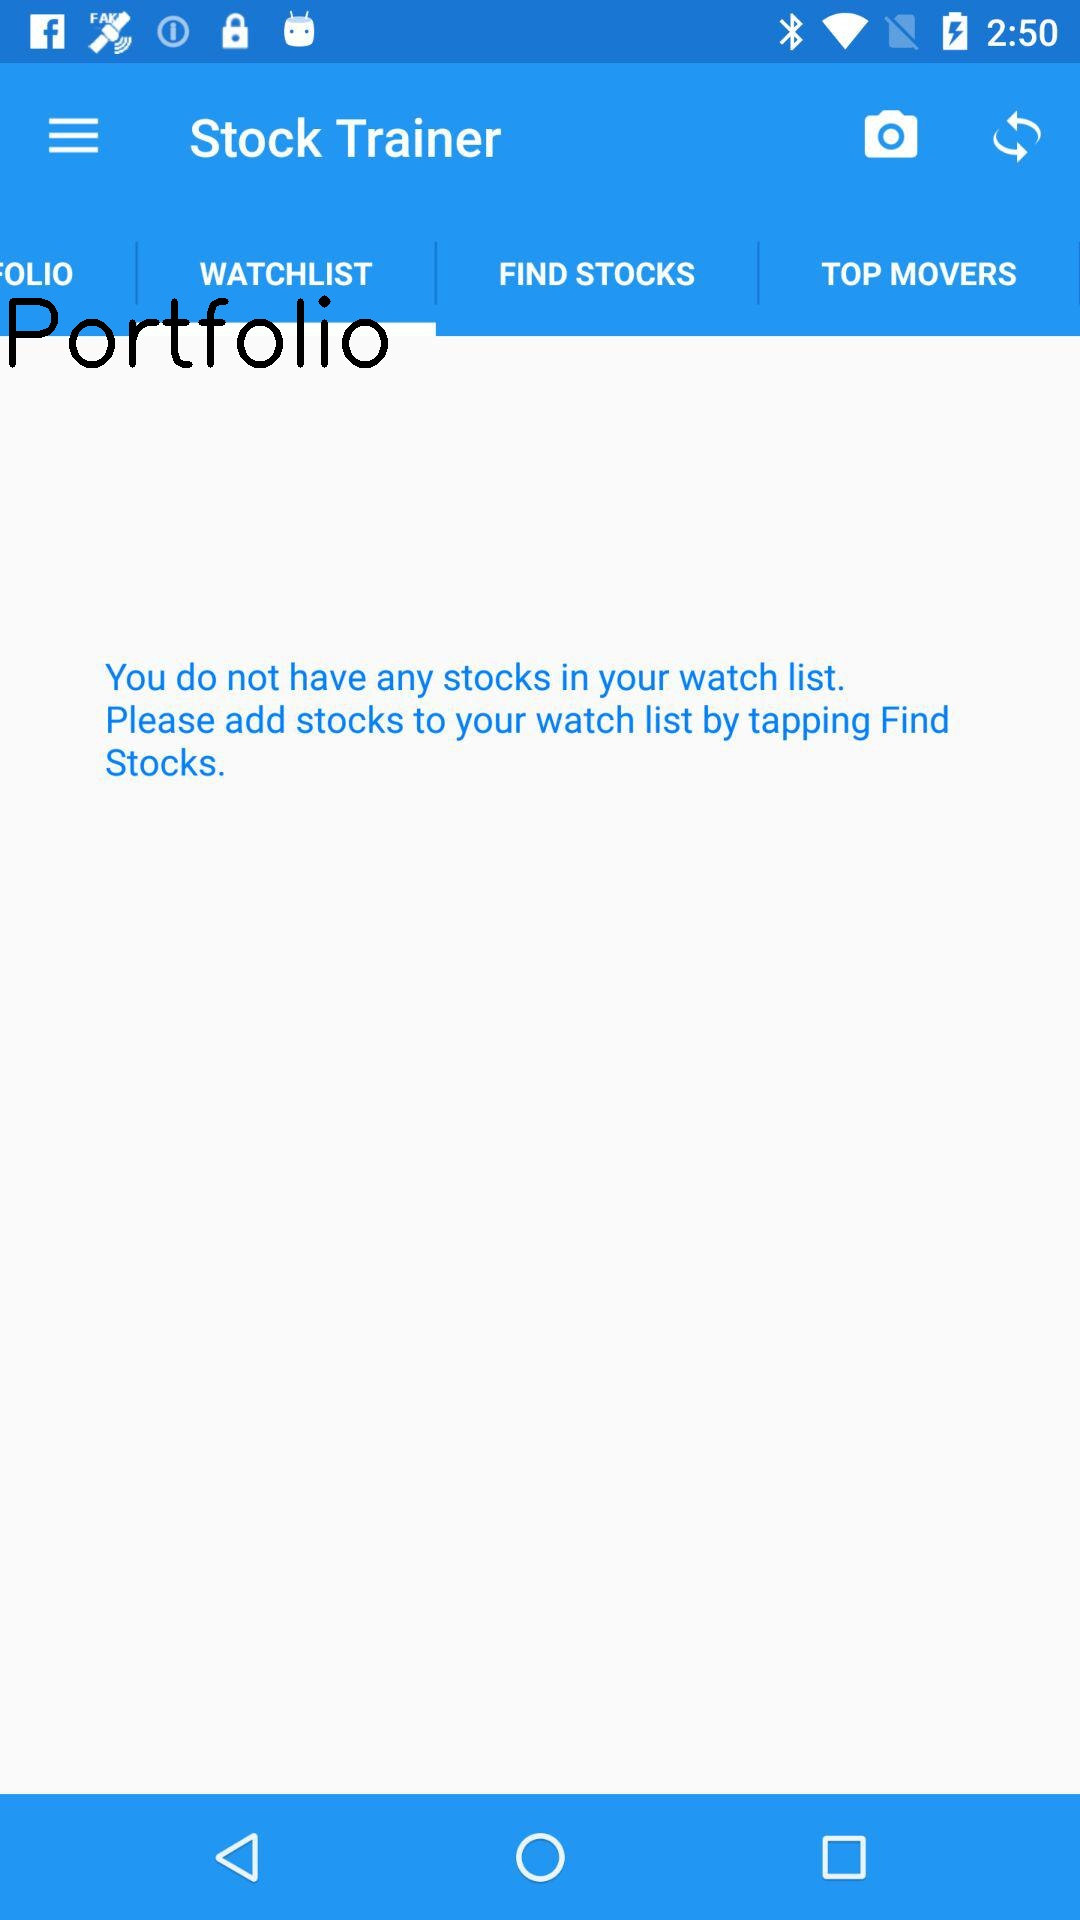 FAKE
2:50
Stock Trainer
FOLIO
WATCHLIST
FIND STOCKS
TOP MOVERS
Portfolio
You do not have any stocks in your watch list.
Please add stocks to your watch list by tapping Find
Stocks.